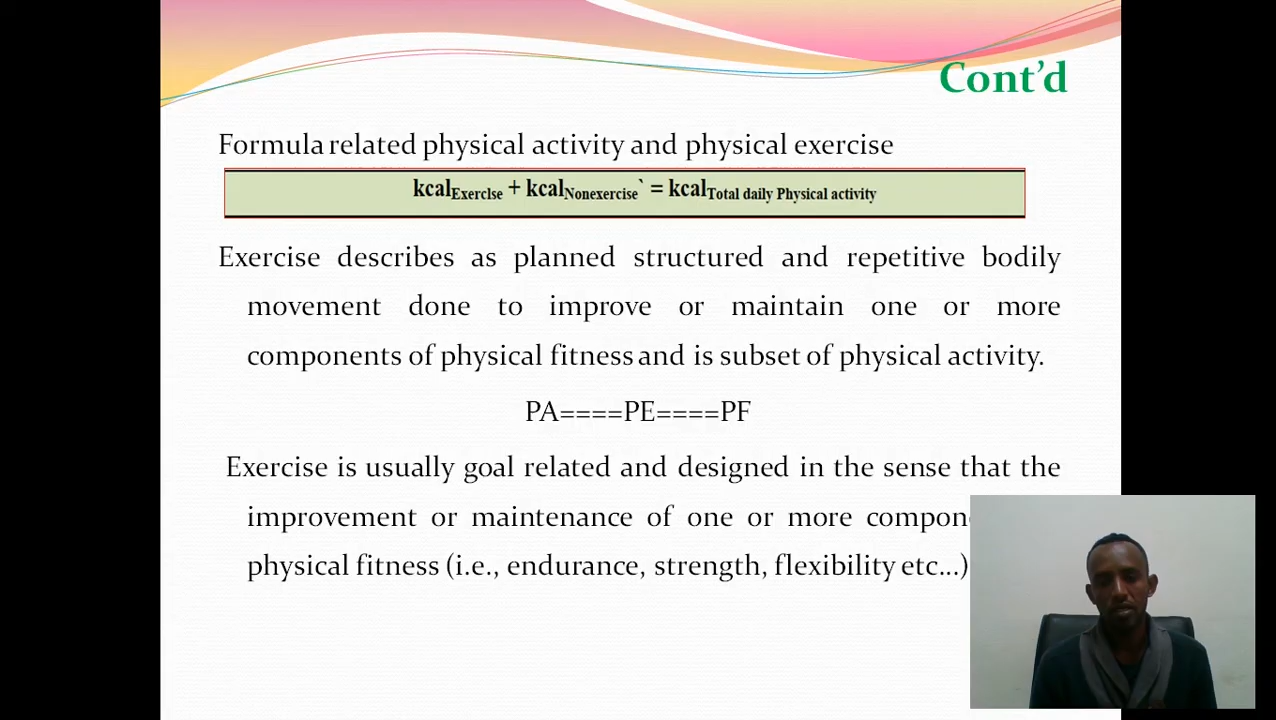 Cont’d
Formula related physical activity and physical exercise
kcalExercise + kcalNonexercise` = kcalTotal daily Physical activity
Exercise describes as planned structured and repetitive bodily
movement done to improve or maintain one or more
components of physical fitness and is subset of physical activity.
PA====PE====PF
Exercise is usually goal related and designed in the sense that the
improvement or maintenance of one or more compon
physical fitness (i.e., endurance, strength, flexibility etc...)